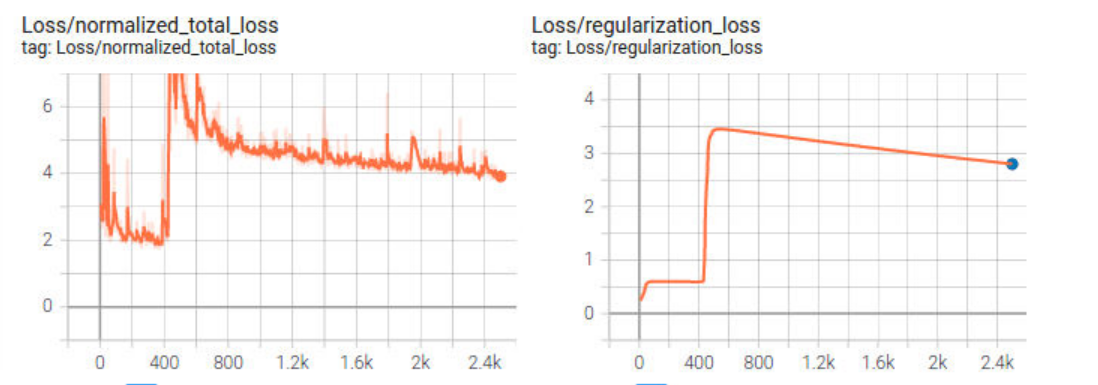 Loss/normalized_total_loss
tag: Loss/normalized_total_loss
6
4
2
0
0 400 800 1.2k 1.6k 2k 2.4k
Loss/regularization_loss
tag: Loss/regularization_loss
4
3
2
1
0
0 400 800 1.2k 1.6k 2k 2.4k